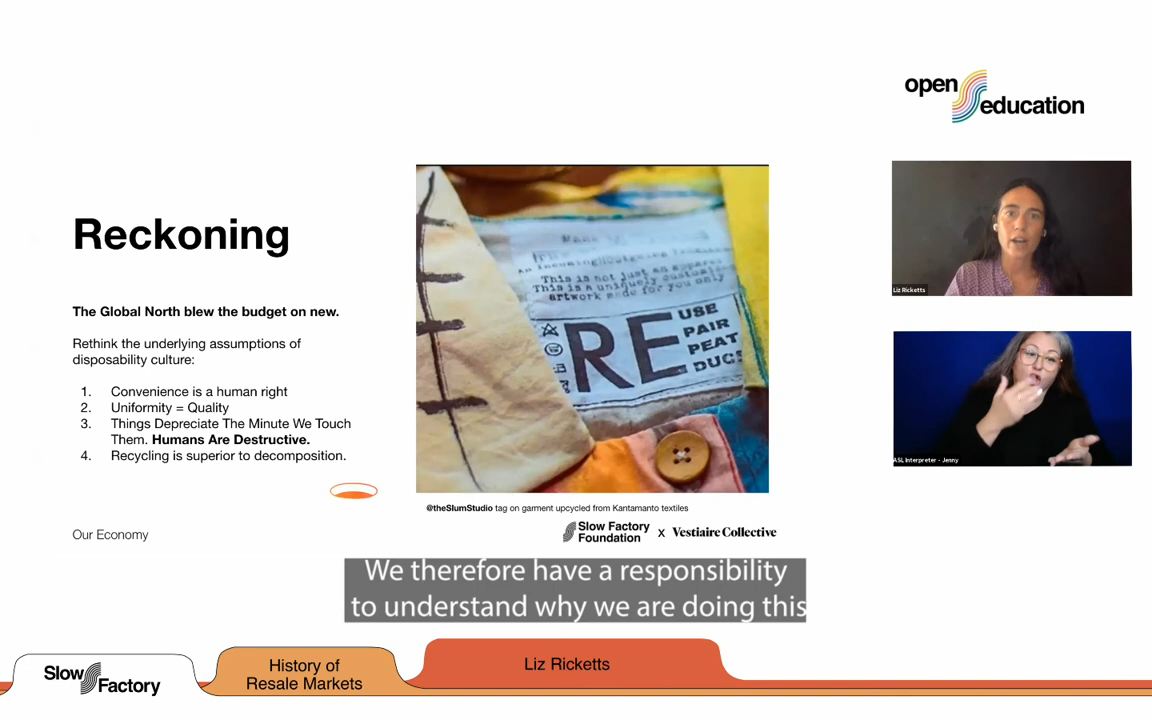 open
education
Reckoning
The Global North blew the budget on new.
Rethink the underlying assumptions of
disposability culture:
1. Convenience is a human right
2. Uniformity = Quality
3. Things Depreciate The Minute We Touch
Them. Humans Are Destructive.
4. Recycling is superior to decomposition.
Our Economy
This is not just an
This is a uniquely
artwork made for you only
RE
USE
PAIR
PEAT
DUC
@theSlumStudio tag on garment upcycled from Kantamanto textiles
Slow Factory
Foundation x Vestiaire Collective
Liz Ricketts
ASL Interpreter - Jenny
We therefore have a responsibility
to understand why we are doing this
Slow
Factory
History of
Resale Markets
Liz Ricketts